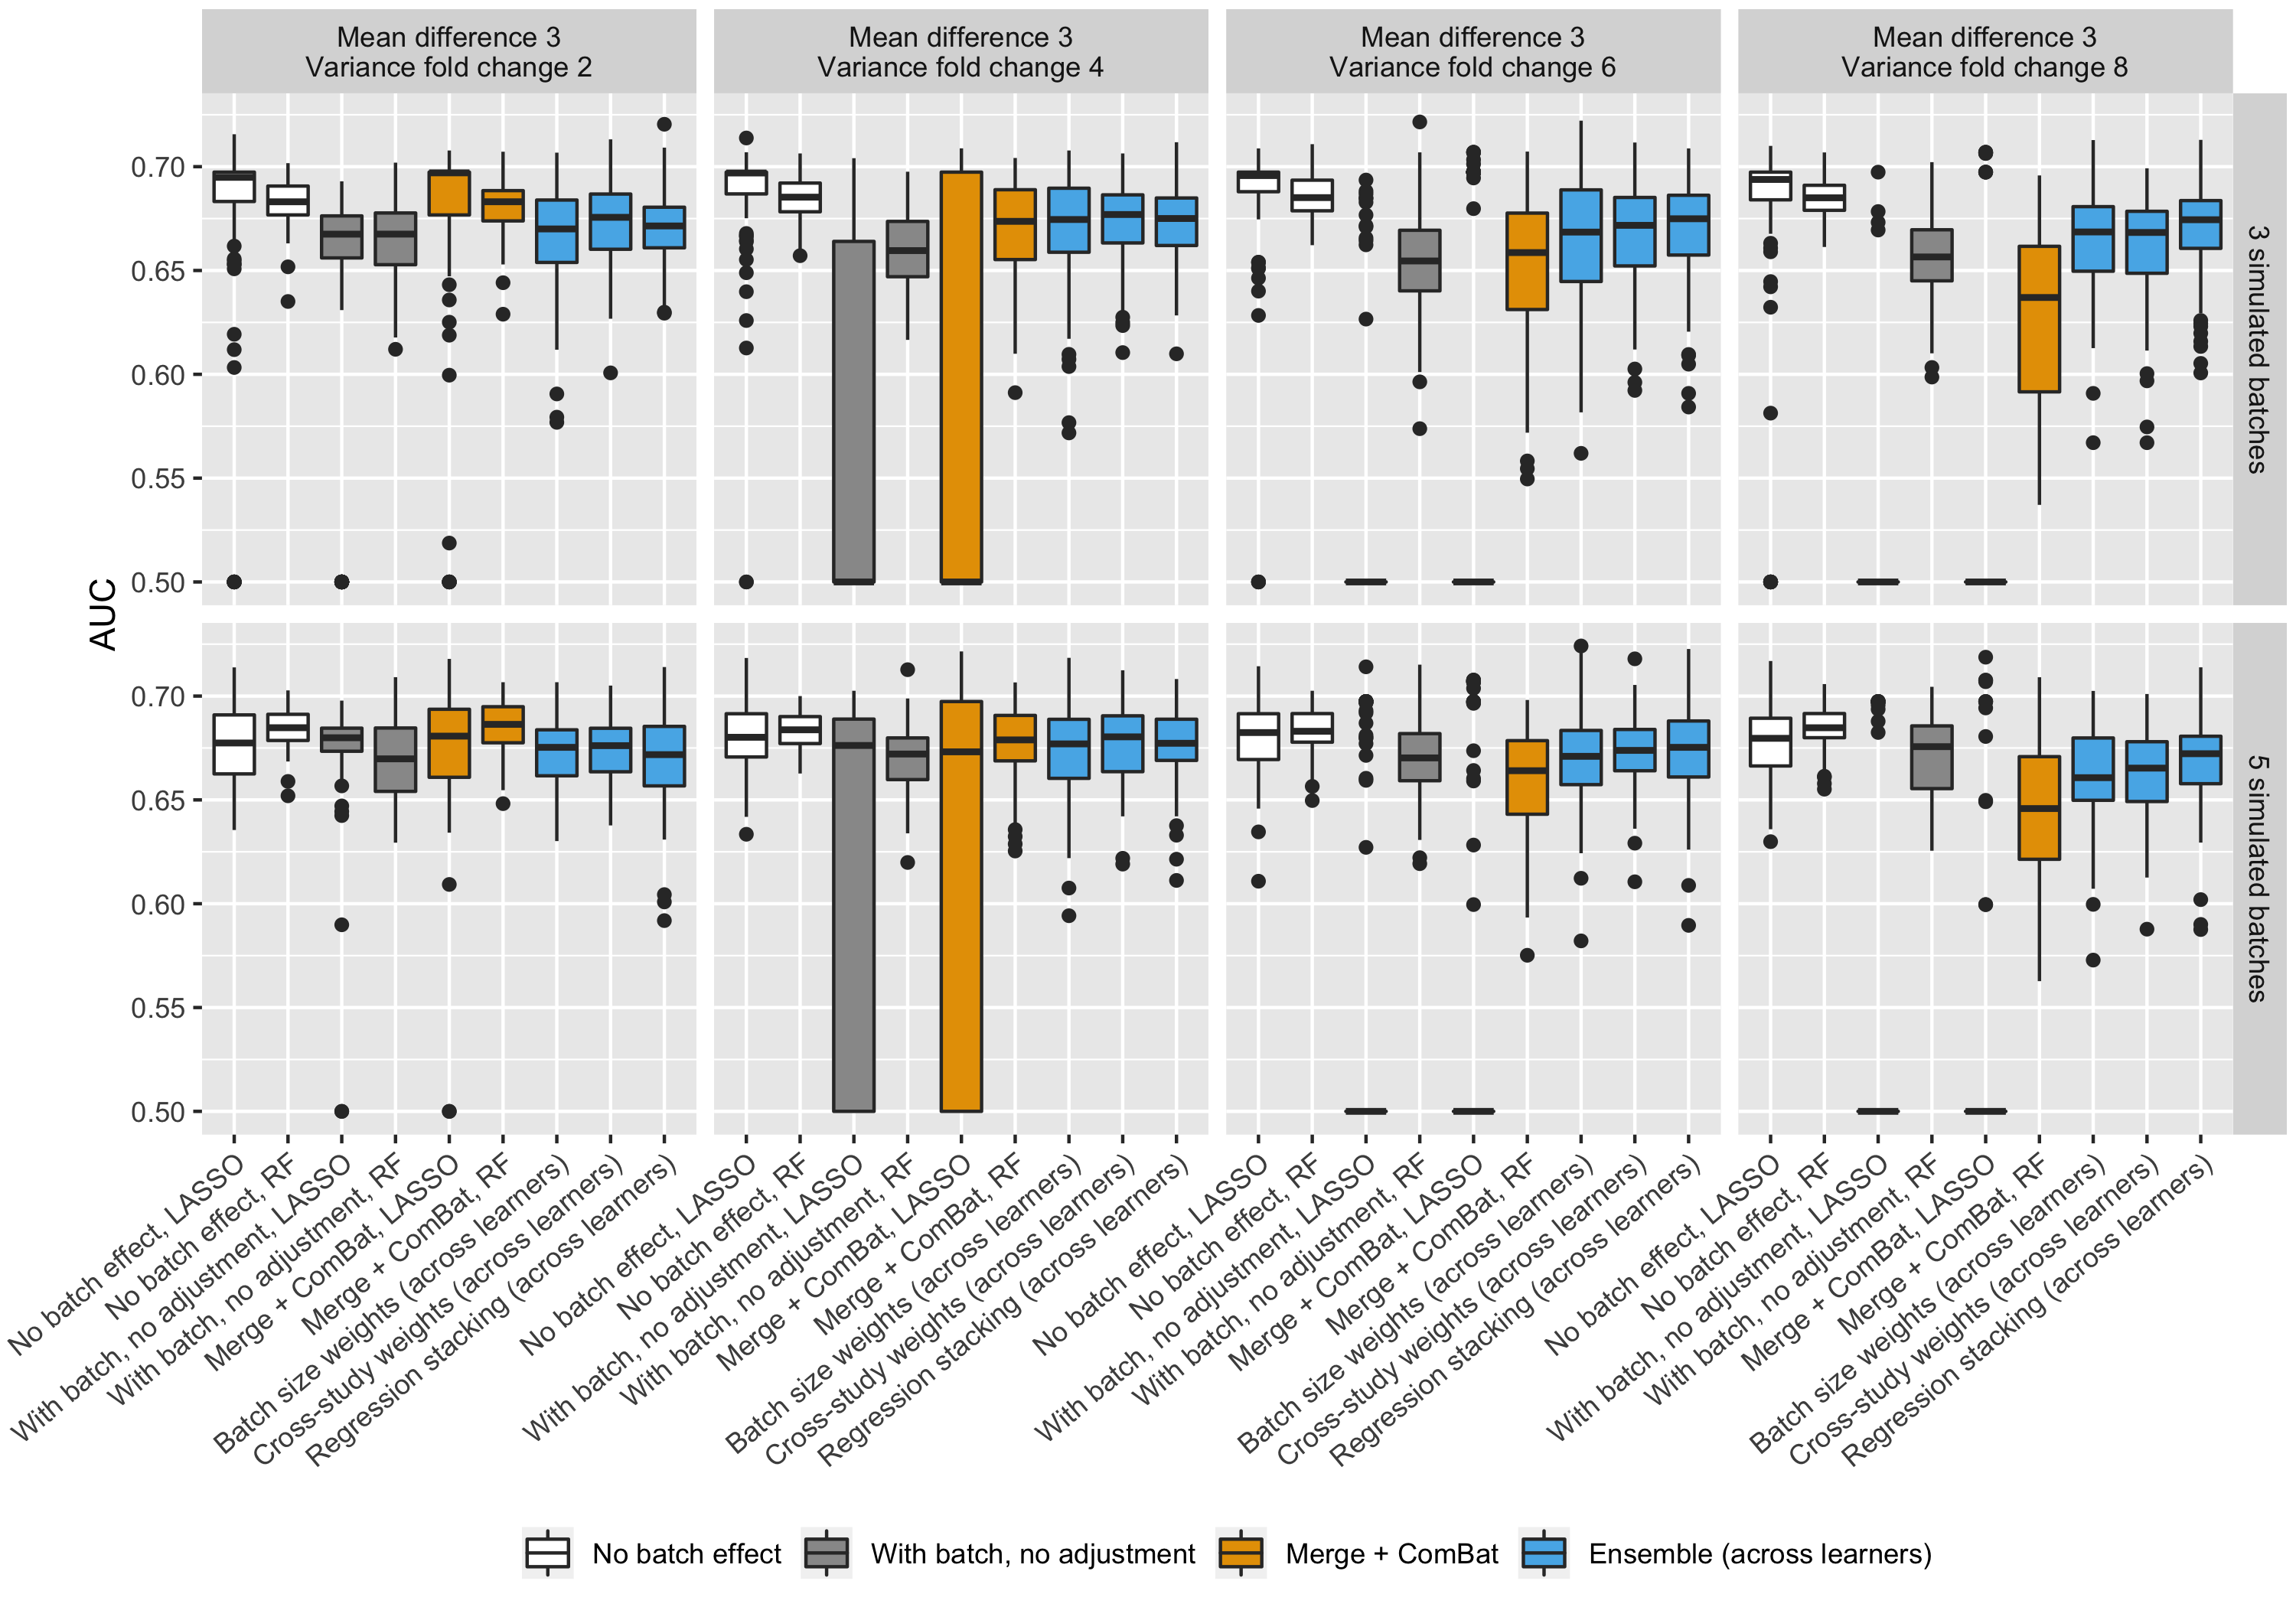 Mean difference 3
Variance fold change 2
Mean difference 3
Variance fold change 4
Mean difference 3
Variance fold change 6
Mean difference 3
Variance fold change 8
AUC
0.70
0.65
0.60
0.55
0.50
3 simulated batches
0.70
0.65
0.60
0.55
0.50
5 simulated batches
No batch effect, LASSO
No batch effect, RF
With batch, no adjustment, LASSO
With batch, no adjustment, RF
Merge + ComBat, LASSO
Merge + ComBat, RF
Batch size weights (across learners)
Cross-study weights (across learners)
Regression stacking (across learners)
No batch effect, LASSO
No batch effect, RF
With batch, no adjustment, LASSO
With batch, no adjustment, RF
Merge + ComBat, LASSO
Merge + ComBat, RF
Batch size weights (across learners)
Cross-study weights (across learners)
Regression stacking (across learners)
No batch effect, LASSO
No batch effect, RF
With batch, no adjustment, LASSO
With batch, no adjustment, RF
Merge + ComBat, LASSO
Merge + ComBat, RF
Batch size weights (across learners)
Cross-study weights (across learners)
Regression stacking (across learners)
No batch effect, LASSO
No batch effect, RF
With batch, no adjustment, LASSO
With batch, no adjustment, RF
Merge + ComBat, LASSO
Merge + ComBat, RF
Batch size weights (across learners)
Cross-study weights (across learners)
Regression stacking (across learners)
No batch effect
With batch, no adjustment
Merge + ComBat
Ensemble (across learners)